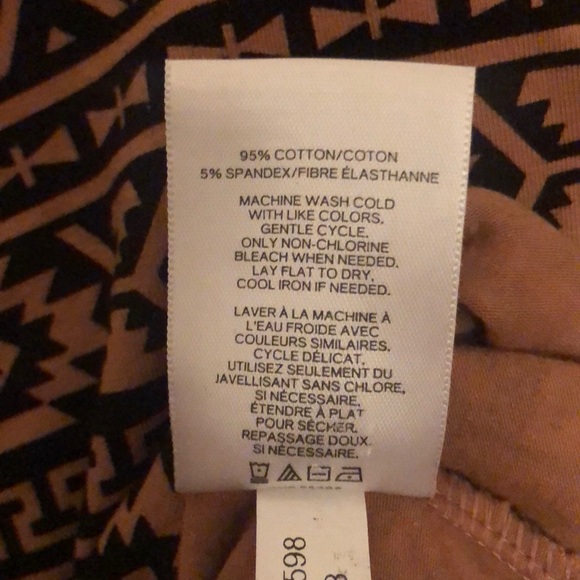 95% COTTON/COTON
5% SPANDEX/FIBRE ÉLASTHANNE
MACHINE WASH COLD
WITH LIKE COLORS.
GENTLE CYCLE.
ONLY NON-CHLORINE
BLEACH WHEN NEEDED.
LAY FLAT TO DRY.
COOL IRON IF NEEDED.
LAVER À LA MACHINE À
L'EAU FROIDE AVEC
COULEURS SIMILAIRES.
CYCLE DÉLICAT.
UTILISEZ SEULEMENT DU
JAVELLISANT SANS CHLORE,
SI NÉCESSAIRE.
ÉTENDRE À PLAT
POUR SÉCHER.
REPASSAGE DOUX
SI NÉCESSAIRE.
598